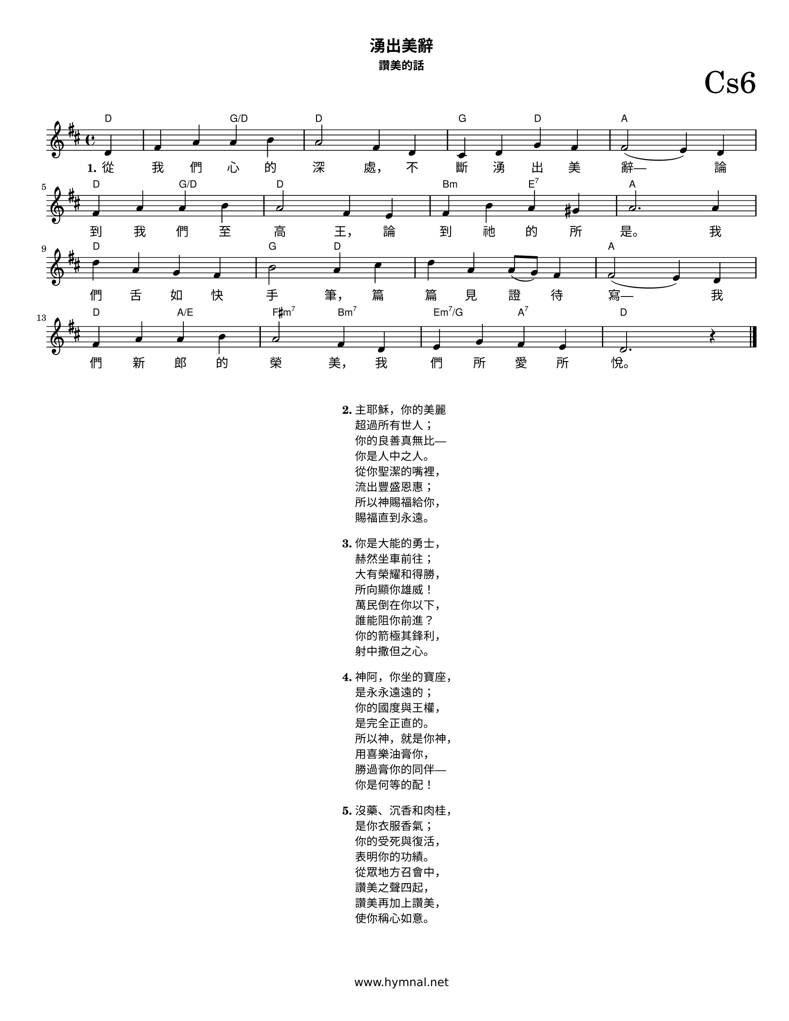 湧出美辭
讚美的話
Cs6
D G/D D G D A
1. 從 我 們 心 的 深 處， 不 斷 湧 出 美 辭— 論
5
D G/D D Bm E7 A
到 我 們 至 高 王， 論 到 祂 的 所 是。 我
9
D G D A
們 舌 如 快 手 筆， 篇 篇 見 證 待 寫— 我
13
D A/E F♯m7 Bm7 Em7/G A7 D
們 新 郎 的 榮 美， 我 們 所 愛 所 悅。
2. 主耶穌，你的美麗
超過所有世人；
你的良善真無比—
你是人中之人。
從你聖潔的嘴裡，
流出豐盛恩惠；
所以神賜福給你，
賜福直到永遠。
3. 你是大能的勇士，
赫然坐車前往；
大有榮耀和得勝，
所向顯你雄威！
萬民倒在你以下，
誰能阻你前進？
你的箭極其鋒利，
射中撒但之心。
4. 神阿，你坐的寶座，
是永永遠遠的；
你的國度與王權，
是完全正直的。
所以神，就是你神，
用喜樂油膏你，
勝過膏你的同伴—
你是何等的配！
5. 沒藥、沉香和肉桂，
是你衣服香氣；
你的受死與復活，
表明你的功績。
從眾地方召會中，
讚美之聲四起，
讚美再加上讚美，
使你稱心如意。
www.hymnal.net